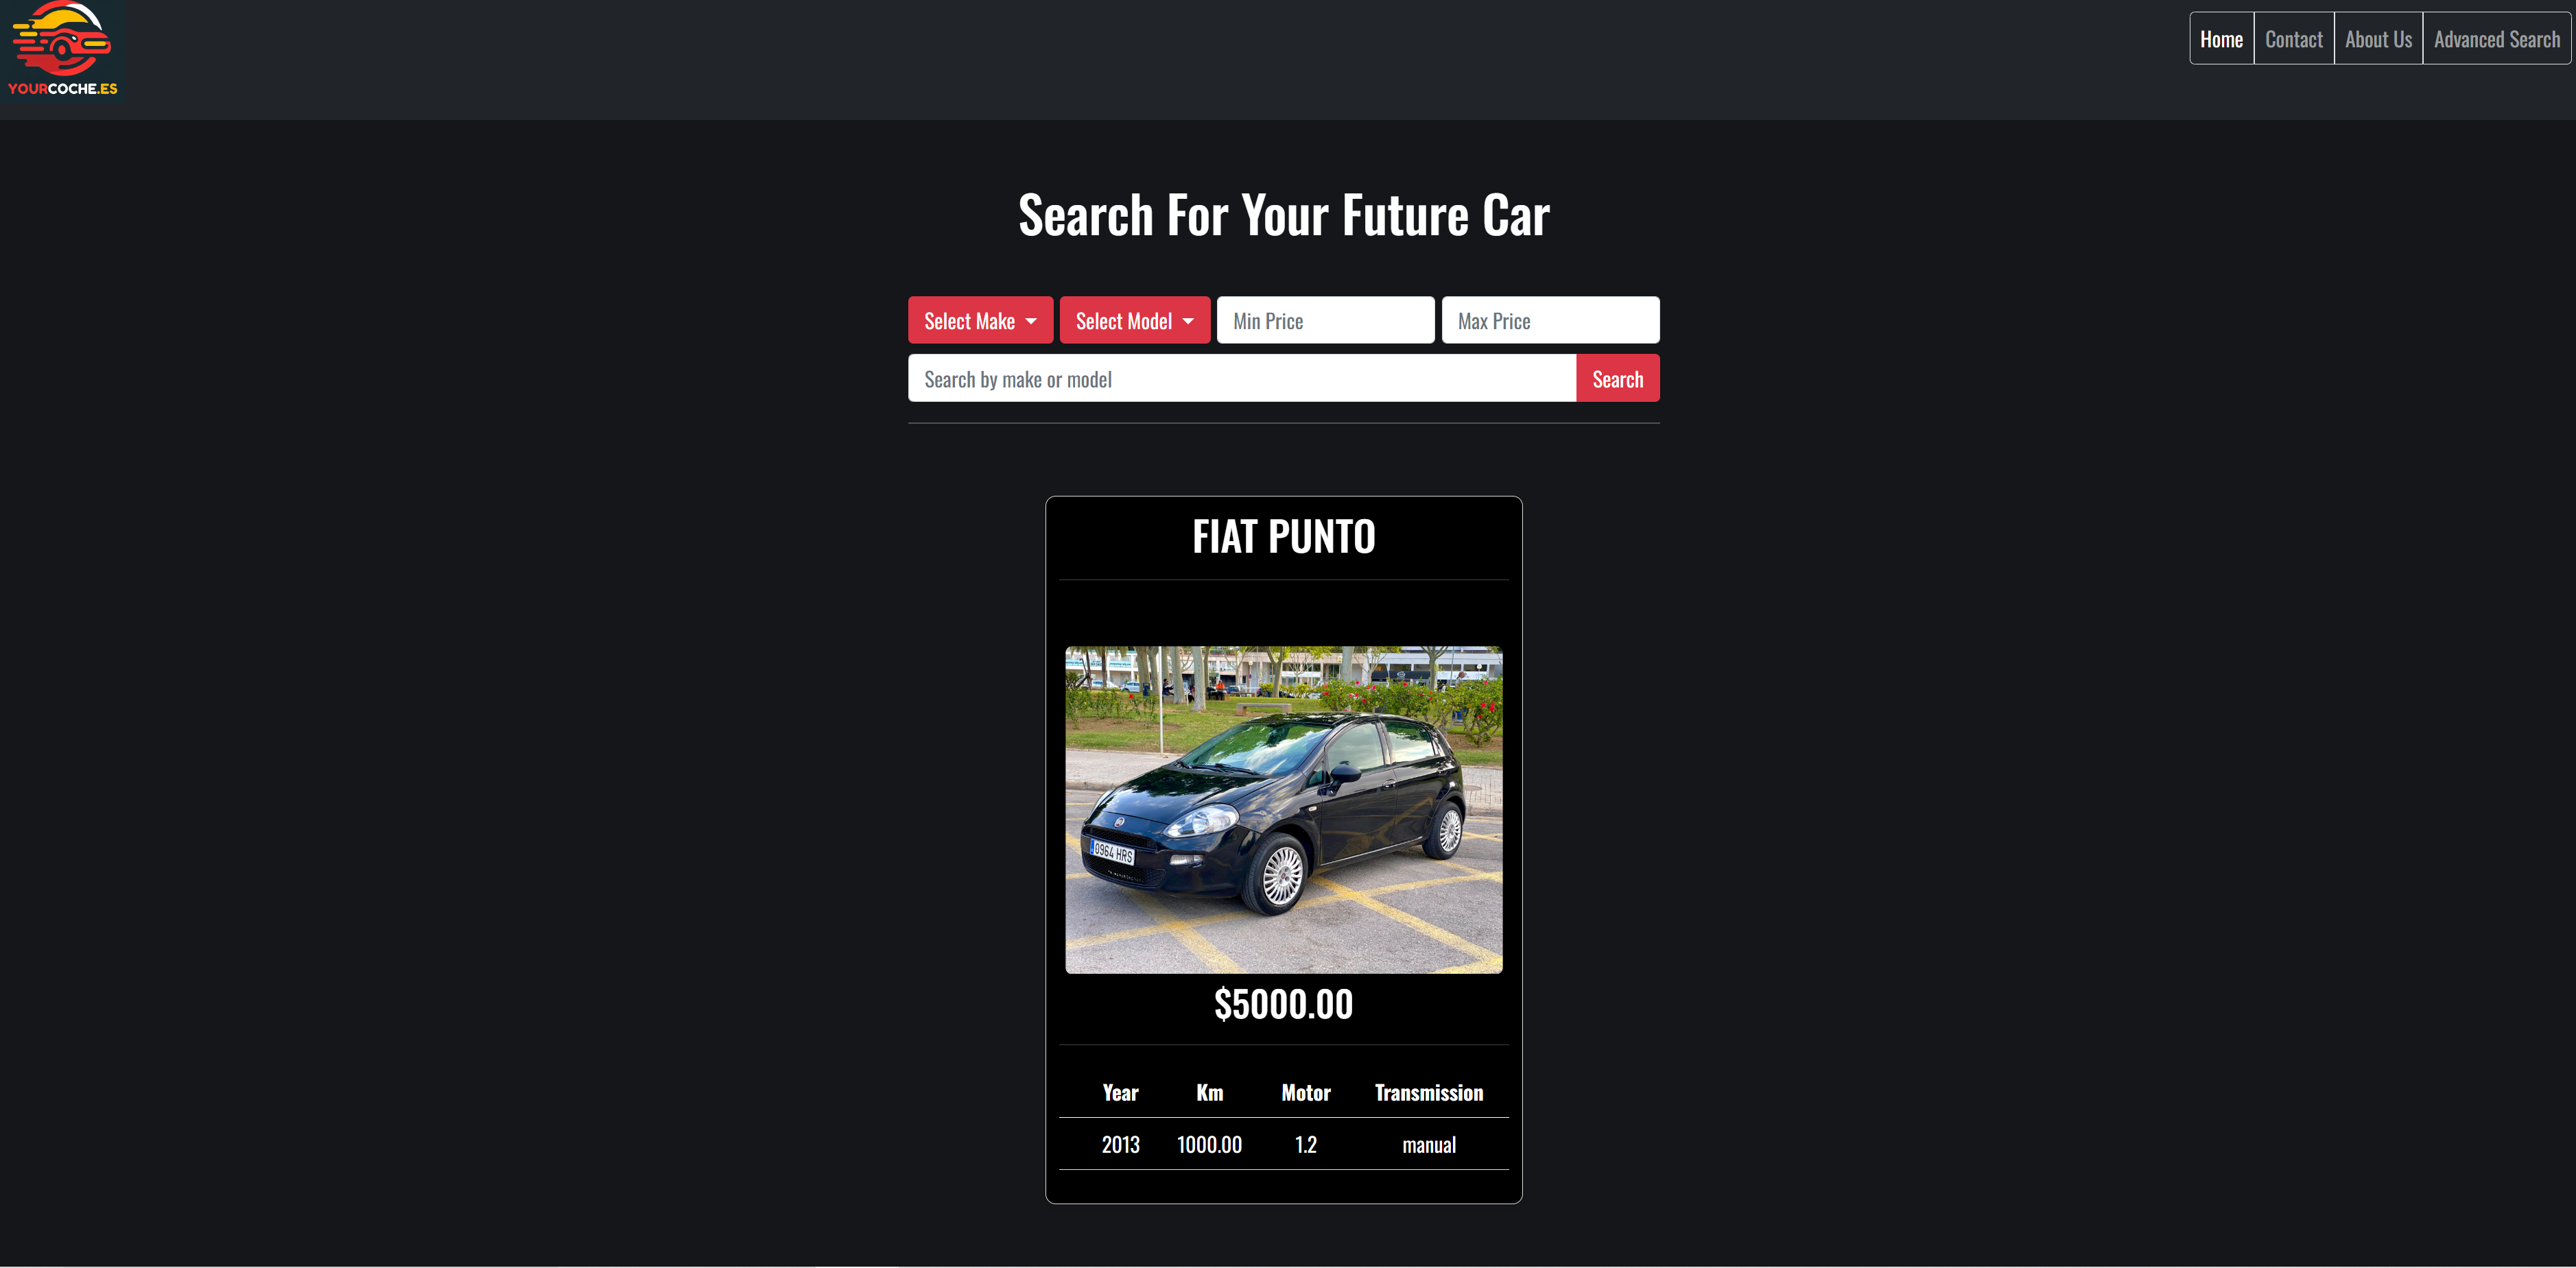 YOURCOCHE.ES
Home
Contact
About Us
Advanced Search
Search For Your Future Car
Select Make
Select Model
Min Price
Max Price
Search by make or model
Search
FIAT PUNTO
0964 HRS
$5000.00
Year Km Motor Transmission
2013 1000.00 1.2 manual